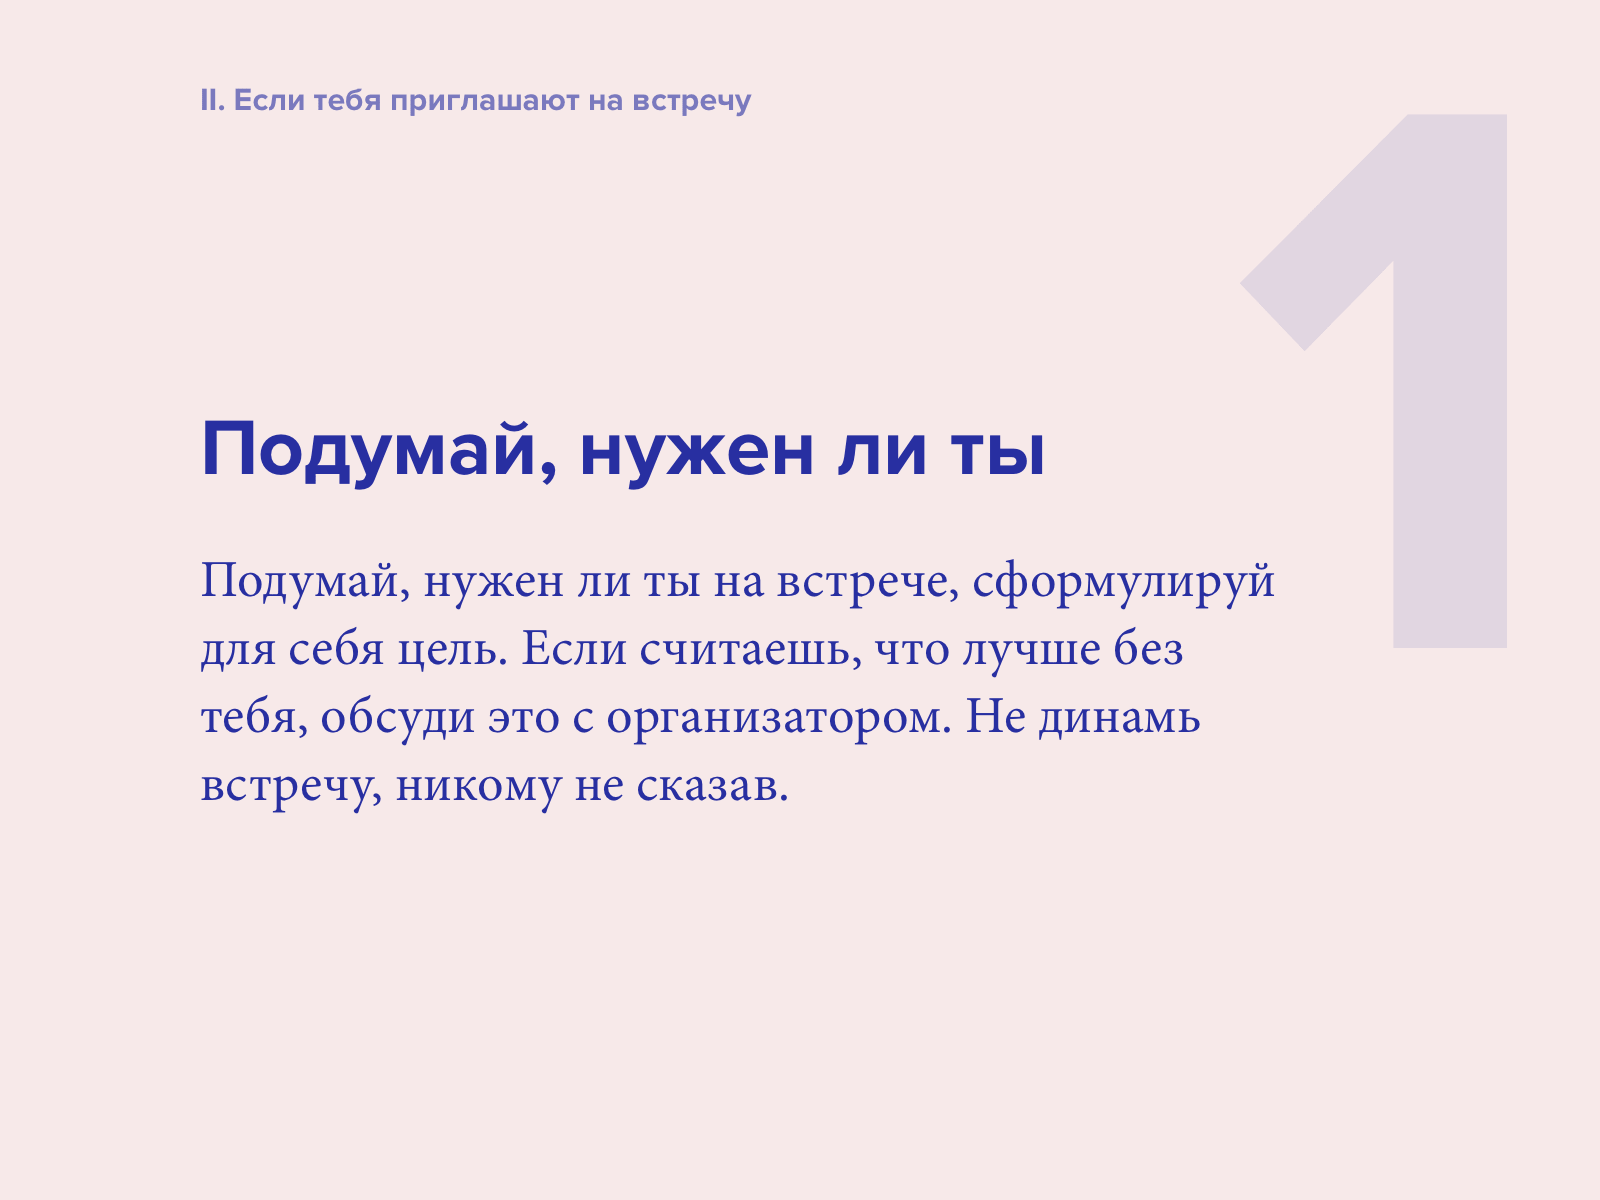 II. Если тебя приглашают на встречу
1
Подумай, нужен ли ты
Подумай, нужен ли ты на встрече, сформулируй
для себя цель. Если считаешь, что лучше без
тебя, обсуди это с организатором. Не динамь
встречу, никому не сказав.